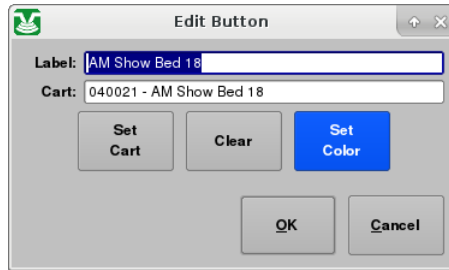 Edit Button
Label: AM Show Bed 18
Cart: 040021 - AM Show Bed 18
Set Cart
Clear
Set Color
OK
Cancel